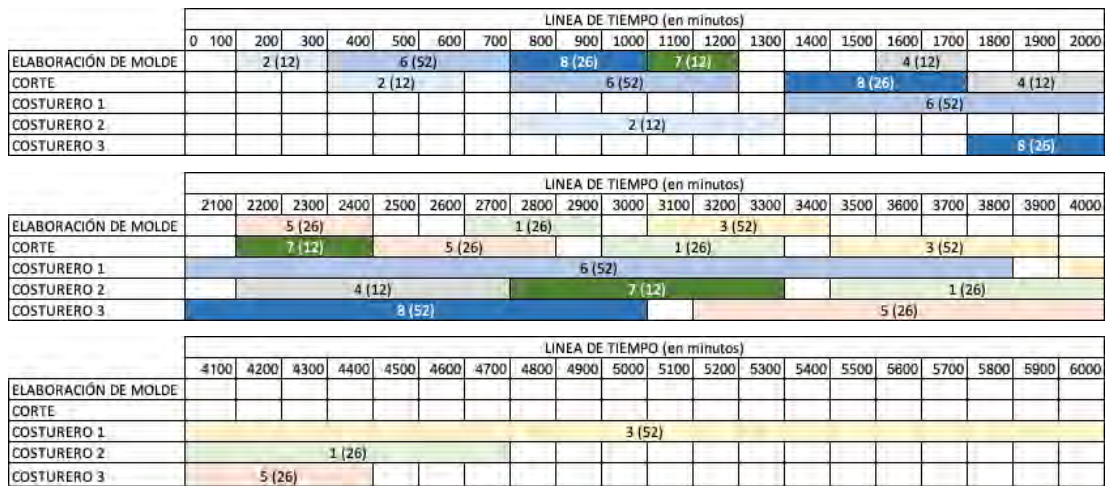 LINEA DE TIEMPO (en minutos)
0 100 200 300 400 500 600 700 800 900 1000 1100 1200 1300 1400 1500 1600 1700 1800 1900 2000
ELABORACIÓN DE MOLDE 2 (12) 6 (52) 8 (26) 7 (12) 4 (12)
CORTE 2 (12) 6 (52) 8 (26) 4 (12)
COSTURERO 1 6 (52)
COSTURERO 2 2 (12)
COSTURERO 3 8 (26)
LINEA DE TIEMPO (en minutos)
2100 2200 2300 2400 2500 2600 2700 2800 2900 3000 3100 3200 3300 3400 3500 3600 3700 3800 3900 4000
ELABORACIÓN DE MOLDE 5 (26) 1 (26) 3 (52)
CORTE 7 (12) 5 (26) 1 (26) 3 (52)
COSTURERO 1 6 (52)
COSTURERO 2 4 (12) 7 (12) 1 (26)
COSTURERO 3 8 (52) 5 (26)
LINEA DE TIEMPO (en minutos)
4100 4200 4300 4400 4500 4600 4700 4800 4900 5000 5100 5200 5300 5400 5500 5600 5700 5800 5900 6000
ELABORACIÓN DE MOLDE
CORTE
COSTURERO 1 3 (52)
COSTURERO 2 1 (26)
COSTURERO 3 5 (26)